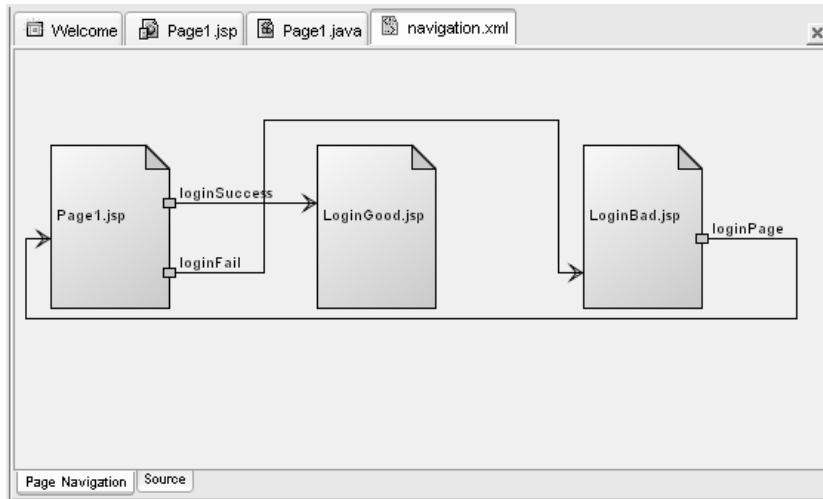 Welcome Page1.jsp Page1.java navigation.xml
loginSuccess
Page1.jsp LoginGood.jsp LoginBad.jsp
loginPage
loginFail
Page Navigation Source